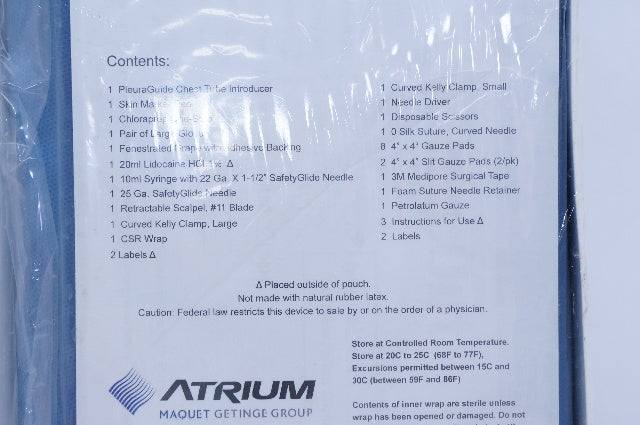 Contents:
1 PleuraGuide Chest Tube Introducer
1 Skin Marker
1 Chloraprep
1 Pair of Large Gloves
1 Fenestrated Drape with Adhesive Backing
1 20ml Lidocaine HCL 1% Δ
1 10ml Syringe with 22 Ga. X 1-1/2" SafetyGlide Needle
1 25 Ga. SafetyGlide Needle
1 Retractable Scalpel, #11 Blade
1 Curved Kelly Clamp, Large
1 CSR Wrap
2 Labels Δ
1 Curved Kelly Clamp, Small
1 Needle Driver
1 Disposable Scissors
1 0 Silk Suture, Curved Needle
8 4" x 4" Gauze Pads
2 4" x 4" Slit Gauze Pads (2/pk)
1 3M Medipore Surgical Tape
1 Foam Suture Needle Retainer
1 Petrolatum Gauze
3 Instructions for Use Δ
2 Labels
Δ Placed outside of pouch.
Not made with natural rubber latex.
Caution: Federal law restricts this device to sale by or on the order of a physician.
Store at Controlled Room Temperature.
Store at 20C to 25C (68F to 77F),
Excursions permitted between 15C and
30C (between 59F and 86F)
Contents of inner wrap are sterile unless
wrap has been opened or damaged. Do not
ATRIUM
MAQUET GETINGE GROUP